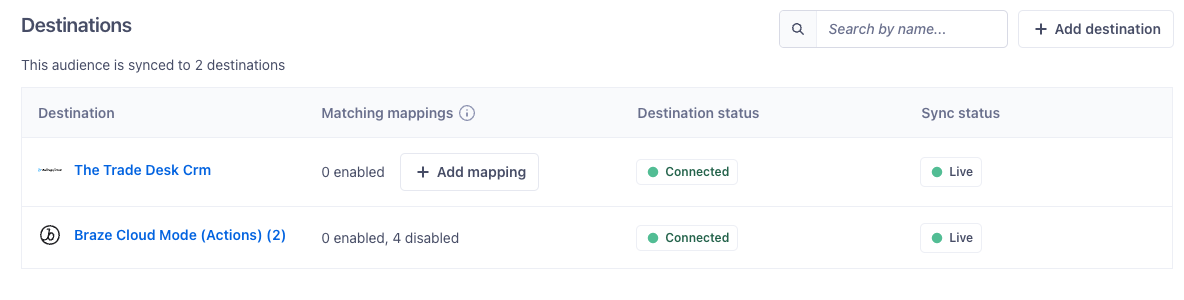 Destinations
Search by name...
+ Add destination
This audience is synced to 2 destinations
Destination Matching mappings Destination status Sync status
The Trade Desk Crm 0 enabled + Add mapping Connected Live
Braze Cloud Mode (Actions) (2) 0 enabled, 4 disabled Connected Live